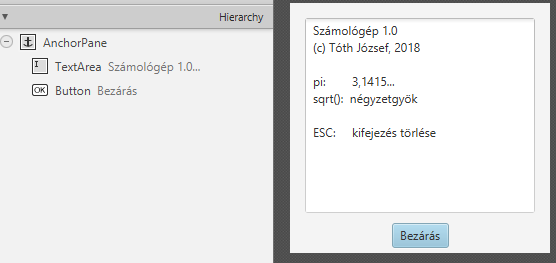 Hierarchy
AnchorPane
TextArea Számológép 1.0...
OK Button Bezárás
Számológép 1.0
(c) Tóth József, 2018
pi: 3,1415...
sqrt(): négyzetgyök
ESC: kifejezés törlése
Bezárás